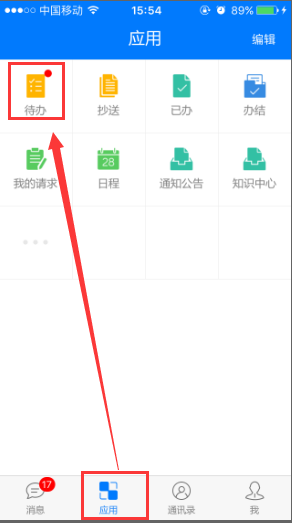 中国移动 15:54 89%
应用 编辑
待办 抄送 已办 办结
我的请求 28 日程 通知公告 知识中心
17
消息 应用 通讯录 我